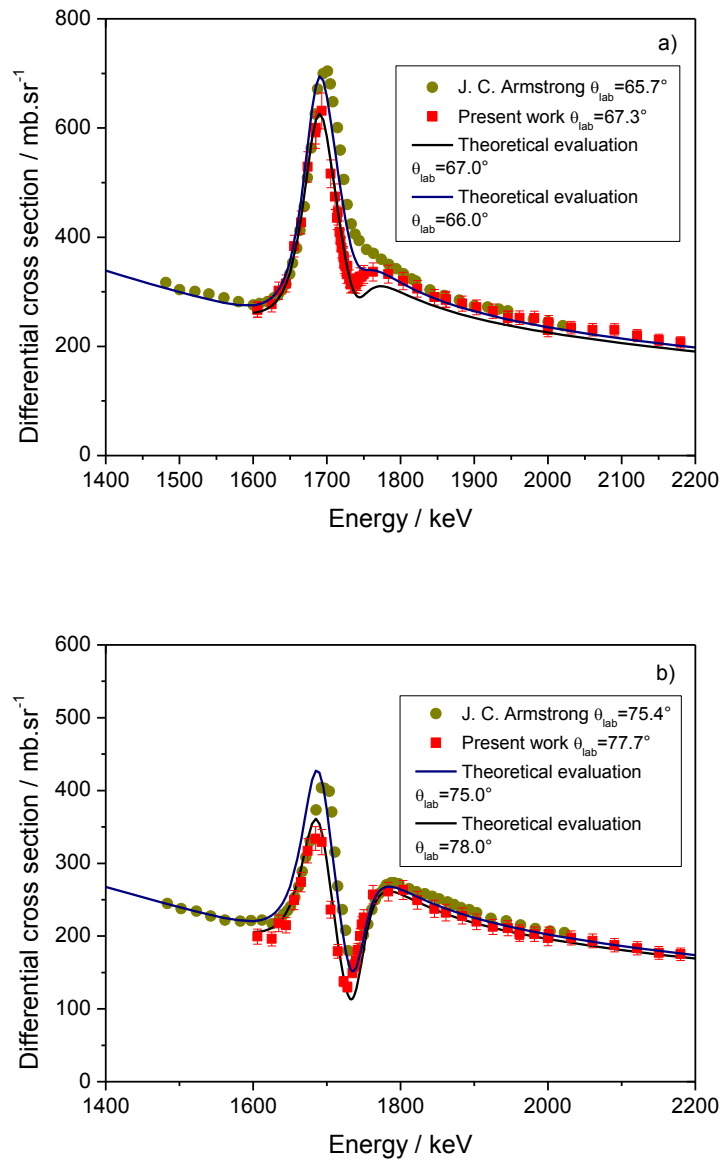 800
600
400
200
0
Differential cross section / mb.sr⁻¹
a)
J. C. Armstrong θlab=65.7°
Present work θlab=67.3°
Theoretical evaluation
θlab=67.0°
Theoretical evaluation
θlab=66.0°
1400 1500 1600 1700 1800 1900 2000 2100 2200
Energy / keV
600
500
400
300
200
100
0
Differential cross section / mb.sr⁻¹
b)
J. C. Armstrong θlab=75.4°
Present work θlab=77.7°
Theoretical evaluation
θlab=75.0°
Theoretical evaluation
θlab=78.0°
1400 1600 1800 2000 2200
Energy / keV